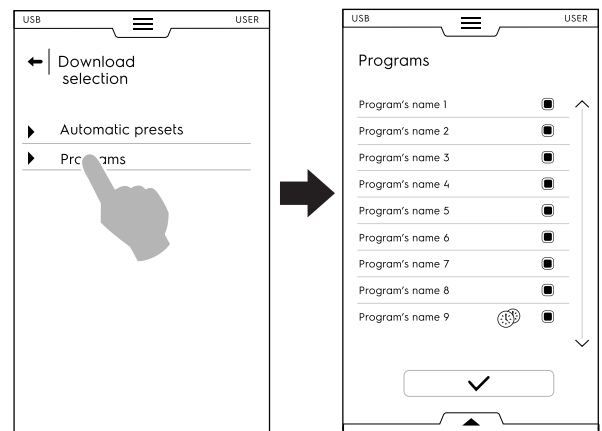 USB USER
Download
selection
Automatic presets
USB USER
Programs
Program's name 1
Program's name 2
Program's name 3
Program's name 4
Program's name 5
Program's name 6
Program's name 7
Program's name 8
Program's name 9